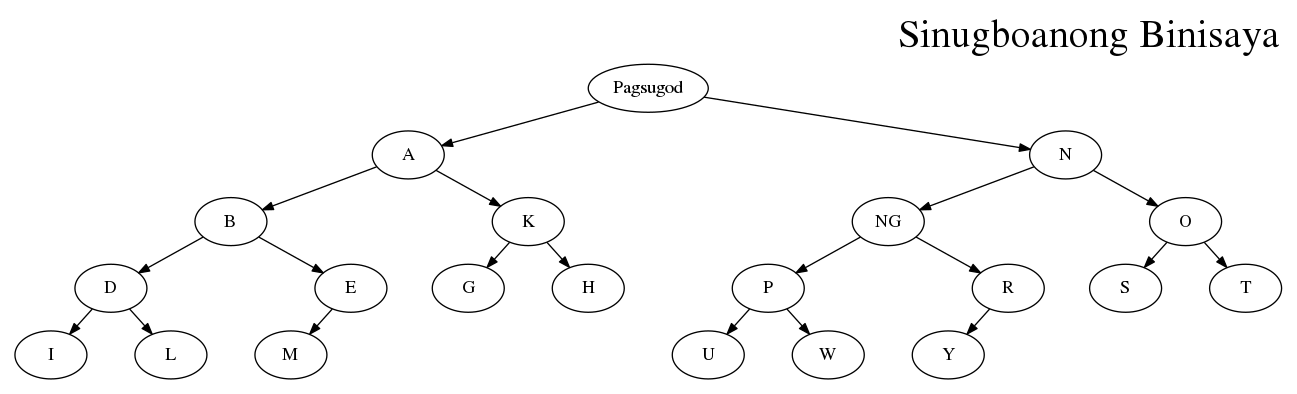 Sinugboanong Binisaya
Pagsugod
A
N
B
K
NG
O
D
E
G
H
P
R
S
T
I
L
M
U
W
Y